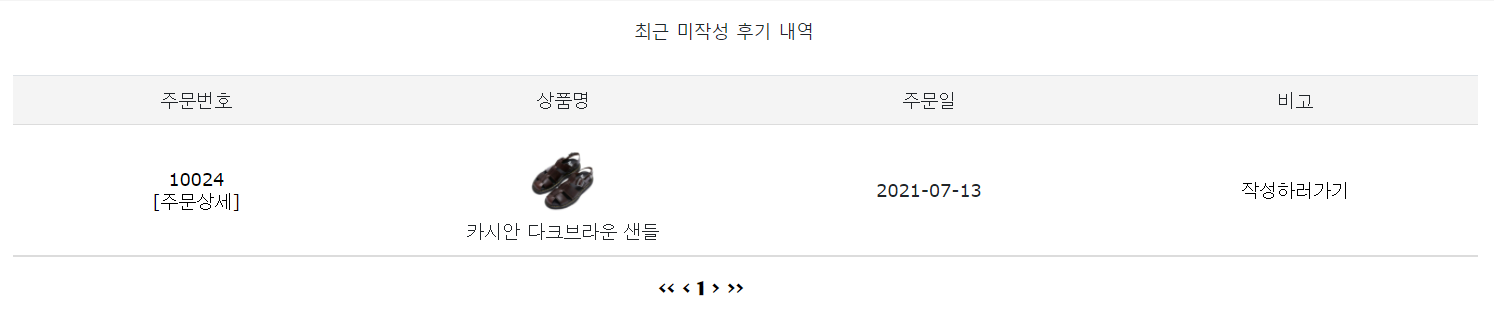 최근 미작성 후기 내역
주문번호 상품명 주문일 비고
10024
[주문상세]
카시안 다크브라운 샌들
2021-07-13
작성하러가기
<< < 1 > >>